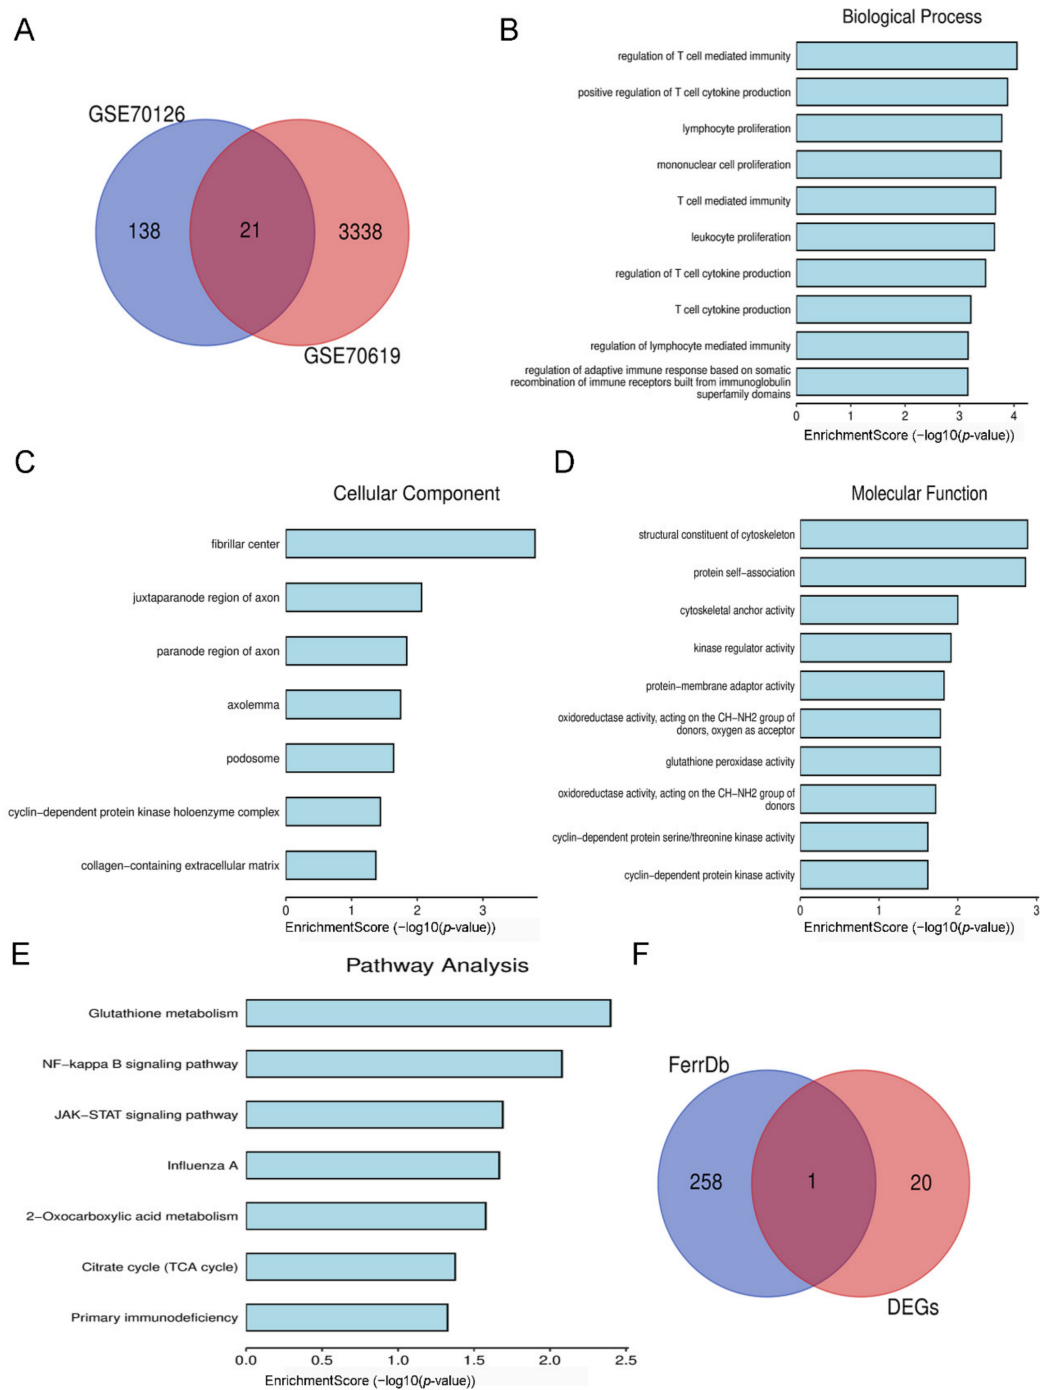 A
GSE70126
138
21
3338
GSE70619
B
Biological Process
regulation of T cell mediated immunity
positive regulation of T cell cytokine production
lymphocyte proliferation
mononuclear cell proliferation
T cell mediated immunity
leukocyte proliferation
regulation of T cell cytokine production
T cell cytokine production
regulation of lymphocyte mediated immunity
regulation of adaptive immune response based on somatic
recombination of immune receptors built from immunoglobulin
superfamily domains
0 1 2 3 4
EnrichmentScore (−log10(p-value))
C
Cellular Component
fibrillar center
juxtaparanode region of axon
paranode region of axon
axolemma
podosome
cyclin−dependent protein kinase holoenzyme complex
collagen−containing extracellular matrix
0 1 2 3
EnrichmentScore (−log10(p-value))
D
Molecular Function
structural constituent of cytoskeleton
protein self−association
cytoskeletal anchor activity
kinase regulator activity
protein−membrane adaptor activity
oxidoreductase activity, acting on the CH−NH2 group of
donors, oxygen as acceptor
glutathione peroxidase activity
oxidoreductase activity, acting on the CH−NH2 group of
donors
cyclin−dependent protein serine/threonine kinase activity
cyclin−dependent protein kinase activity
0 1 2 3
EnrichmentScore (−log10(p-value))
E
Pathway Analysis
Glutathione metabolism
NF−kappa B signaling pathway
JAK−STAT signaling pathway
Influenza A
2−Oxocarboxylic acid metabolism
Citrate cycle (TCA cycle)
Primary immunodeficiency
0.0 0.5 1.0 1.5 2.0 2.5
EnrichmentScore (−log10(p-value))
F
FerrDb
258
1
20
DEGs